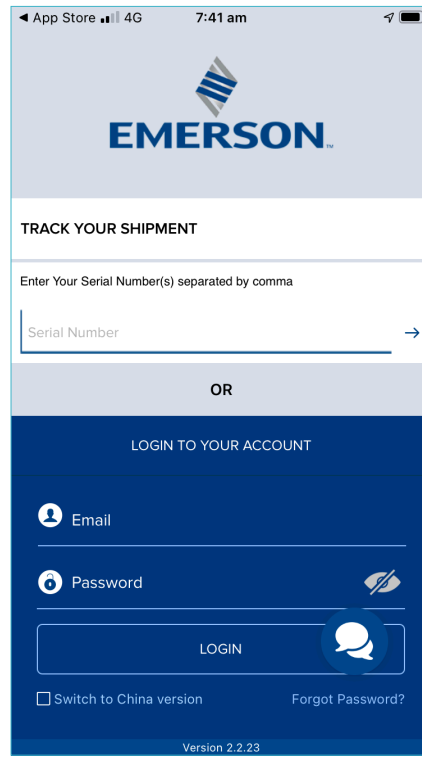 ◄ App Store 4G 7:41 am
EMERSON™
TRACK YOUR SHIPMENT
Enter Your Serial Number(s) separated by comma
Serial Number →
OR
LOGIN TO YOUR ACCOUNT
Email
Password
LOGIN
Switch to China version Forgot Password?
Version 2.2.23